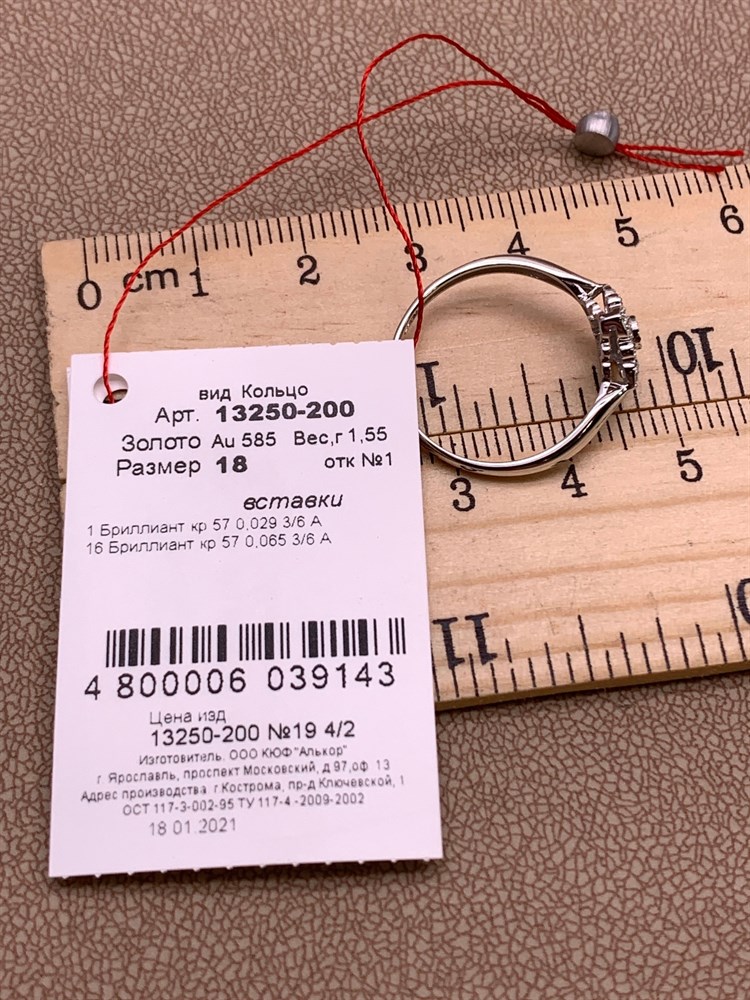 0 cm 1 2 3 4 5 6
1 10
3 4 5
11
вид Кольцо
Арт. 13250-200
Золото Au 585 Вес,г 1,55
Размер 18 отк №1
вставки
1 Бриллиант кр 57 0,029 3/6 А
16 Бриллиант кр 57 0,065 3/6 А
4 800006 039143
Цена изд
13250-200 №19 4/2
Изготовитель. ООО КЮФ"Алькор"
г. Ярославль, проспект Московский, д 97,оф. 13
Адрес производства г.Кострома, пр-д Ключевской, 1
ОСТ 117-3-002-95 ТУ 117-4-2009-2002
18 01.2021